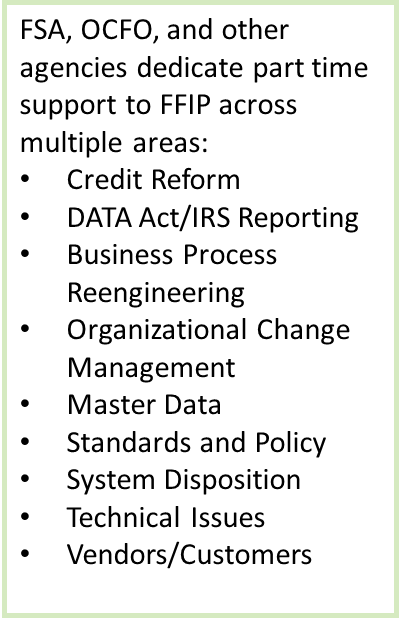 FSA, OCFO, and other
agencies dedicate part time
support to FFIP across
multiple areas:
• Credit Reform
• DATA Act/IRS Reporting
• Business Process
Reengineering
• Organizational Change
Management
• Master Data
• Standards and Policy
• System Disposition
• Technical Issues
• Vendors/Customers